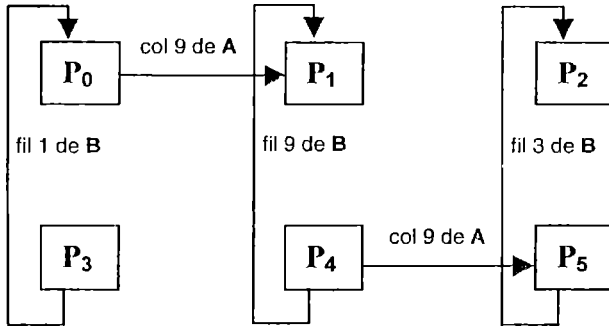 P0 col 9 de A P1 P2
fil 1 de B fil 9 de B fil 3 de B
P3 P4 col 9 de A P5